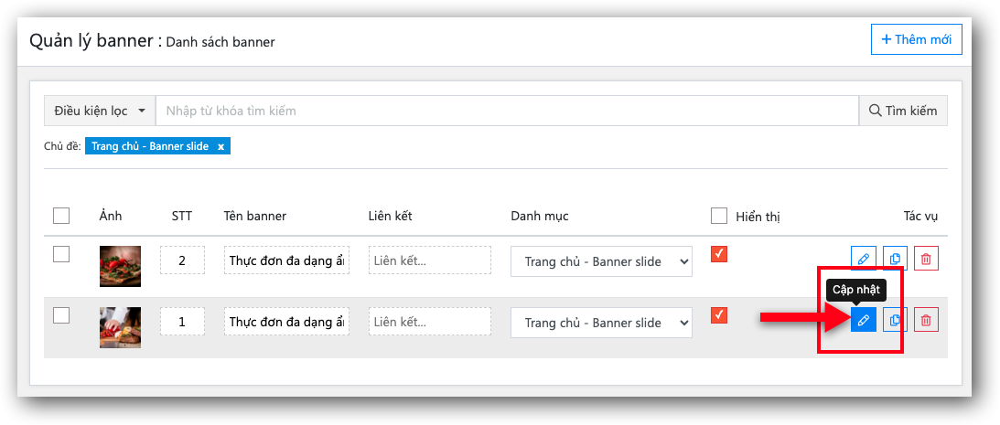 Quản lý banner : Danh sách banner
+ Thêm mới
Điều kiện lọc
Nhập từ khóa tìm kiếm
Tìm kiếm
Chủ đề: Trang chủ - Banner slide x
Ảnh STT Tên banner Liên kết Danh mục Hiển thị Tác vụ
2 Thực đơn đa dạng Liên kết... Trang chủ - Banner slide
Cập nhật
1 Thực đơn đa dạng Liên kết... Trang chủ - Banner slide